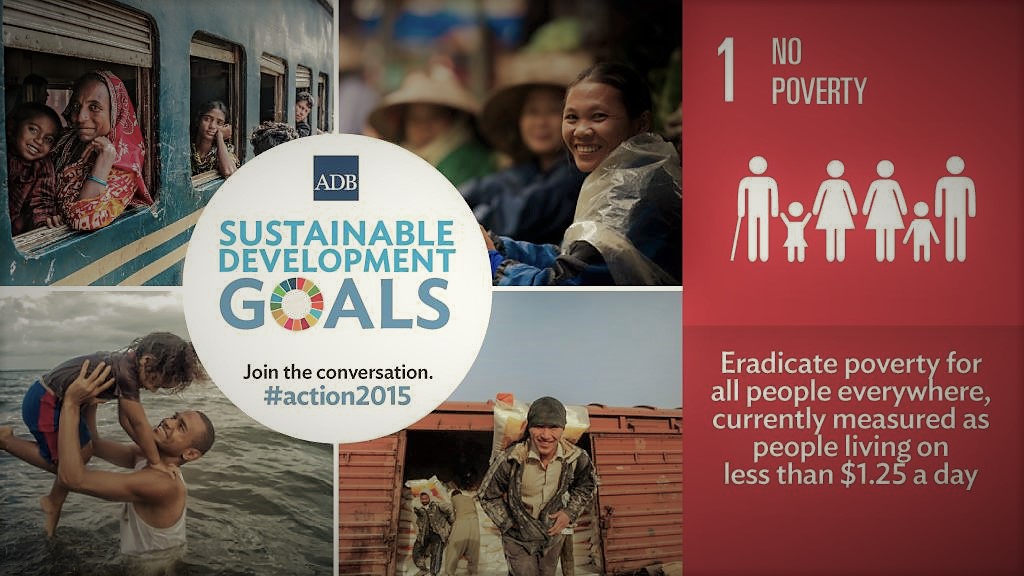 ADB
SUSTAINABLE
DEVELOPMENT
GOALS
Join the conversation.
#action2015
1 NO
POVERTY
Eradicate poverty for
all people everywhere,
currently measured as
people living on
less than $1.25 a day